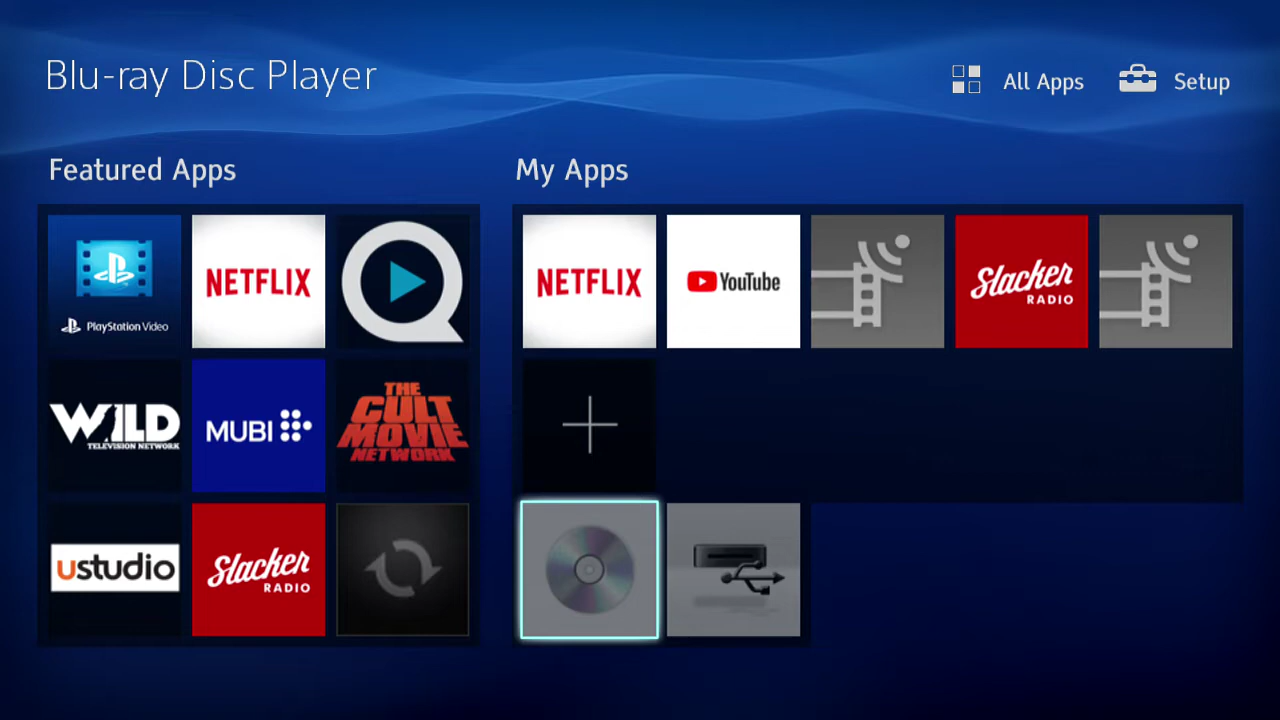 Blu-ray Disc Player
All Apps
Setup
Featured Apps
My Apps
PlayStation Video
NETFLIX
NETFLIX
YouTube
Slacker
RADIO
WILD
TELEVISION NETWORK
MUBI
THE
CULT
MOVIE
NETWORK
ustudio
Slacker
RADIO